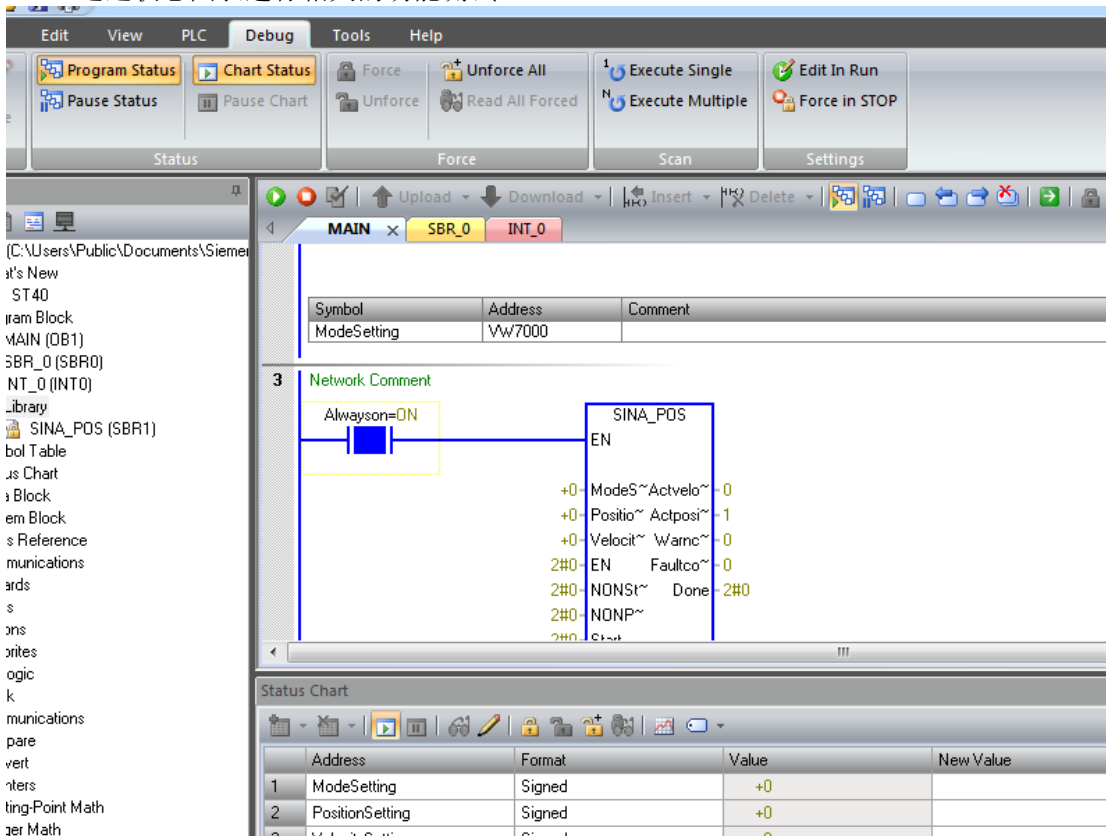 Edit View PLC Debug Tools Help
Program Status Chart Status Force Unforce All 1 Execute Single Edit In Run
Pause Status Pause Chart Unforce Read All Forced N Execute Multiple Force in STOP
Status Force Scan Settings
Upload Download Insert Delete
MAIN SBR_0 INT_0
(C:\Users\Public\Documents\Siemen
at's New
ST40
gram Block
MAIN (OB1)
SBR_0 (SBR0)
INT_0 (INT0)
Library
SINA_POS (SBR1)
bol Table
us Chart
a Block
em Block
s Reference
munications
ards
s
ons
orites
ogic
k
munications
pare
vert
nters
ting-Point Math
ger Math
Symbol Address Comment
ModeSetting VW7000
3 Network Comment
Alwayson=ON SINA_POS
EN
+0 ModeS~ Actvelo~ 0
+0 Positio~ Actposi~ 1
+0 Velocit~ Warnc~ 0
2#0 EN Faultco~ 0
2#0 NONSt~ Done 2#0
2#0 NONP~
2#0 Start
Status Chart
Address Format Value New Value
1 ModeSetting Signed +0
2 PositionSetting Signed +0